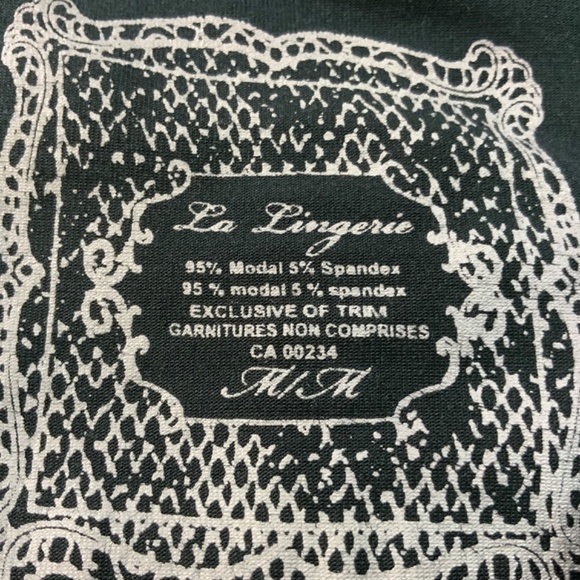 La Lingerie
95% Modal 5% Spandex
95 % modal 5 % spandex
EXCLUSIVE OF TRIM
GARNITURES NON COMPRISES
CA 00234
M/M